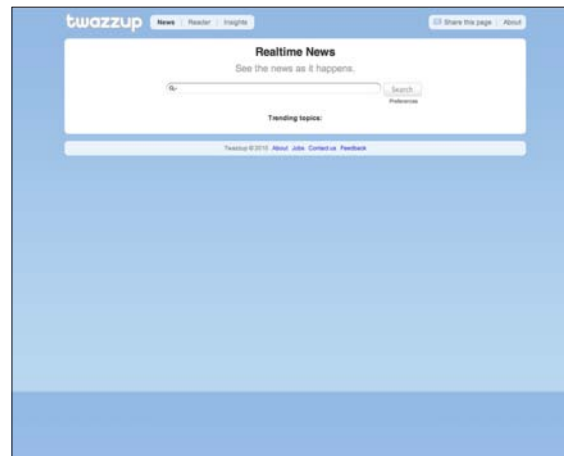 twazzup News Reader Insights Share this page About
Realtime News
See the news as it happens.
Search
Preferences
Trending topics:
Twazzup © 2010 About Jobs Contact us Feedback